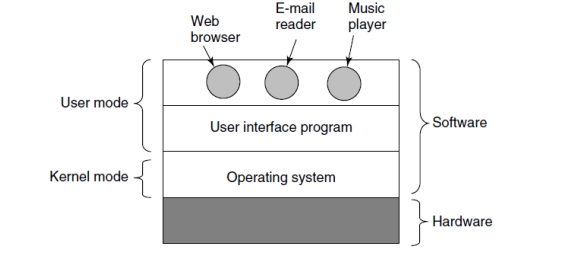 Web
browser
E-mail
reader
Music
player
User mode
User interface program
Software
Kernel mode
Operating system
Hardware